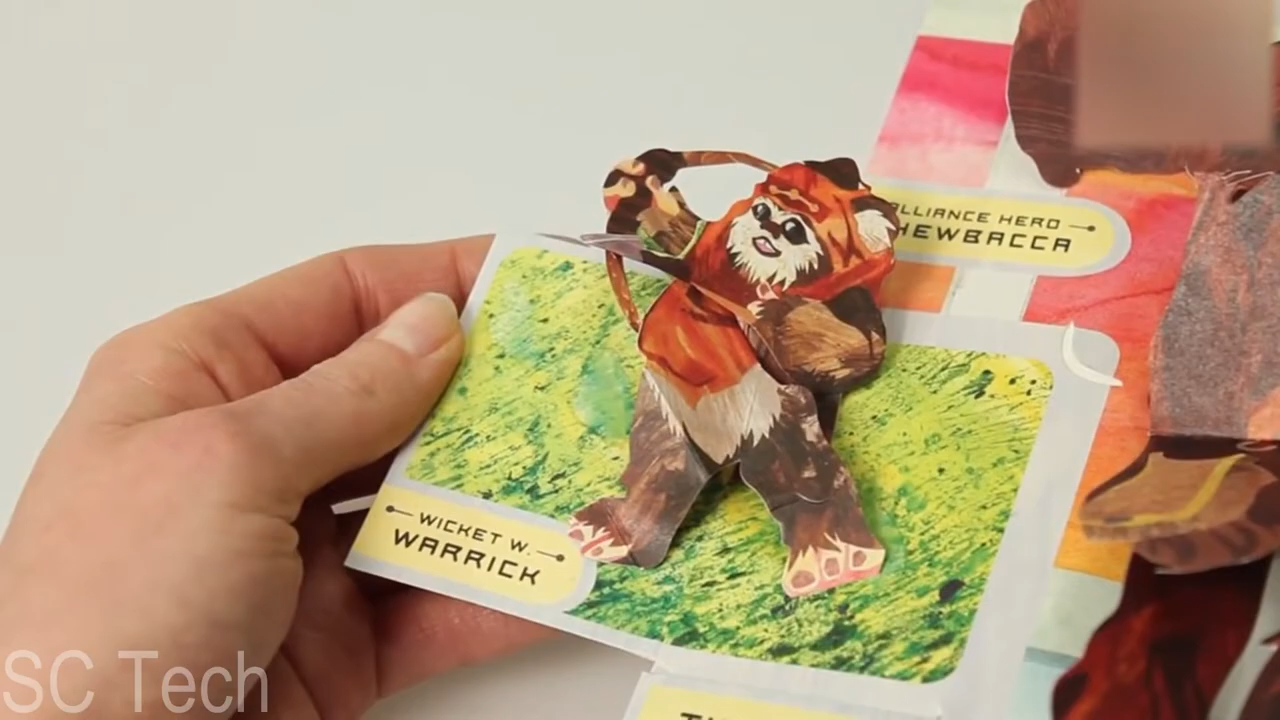 ALLIANCE HERO
HEWBACCA
WICKET W.
WARRICK
SC Tech